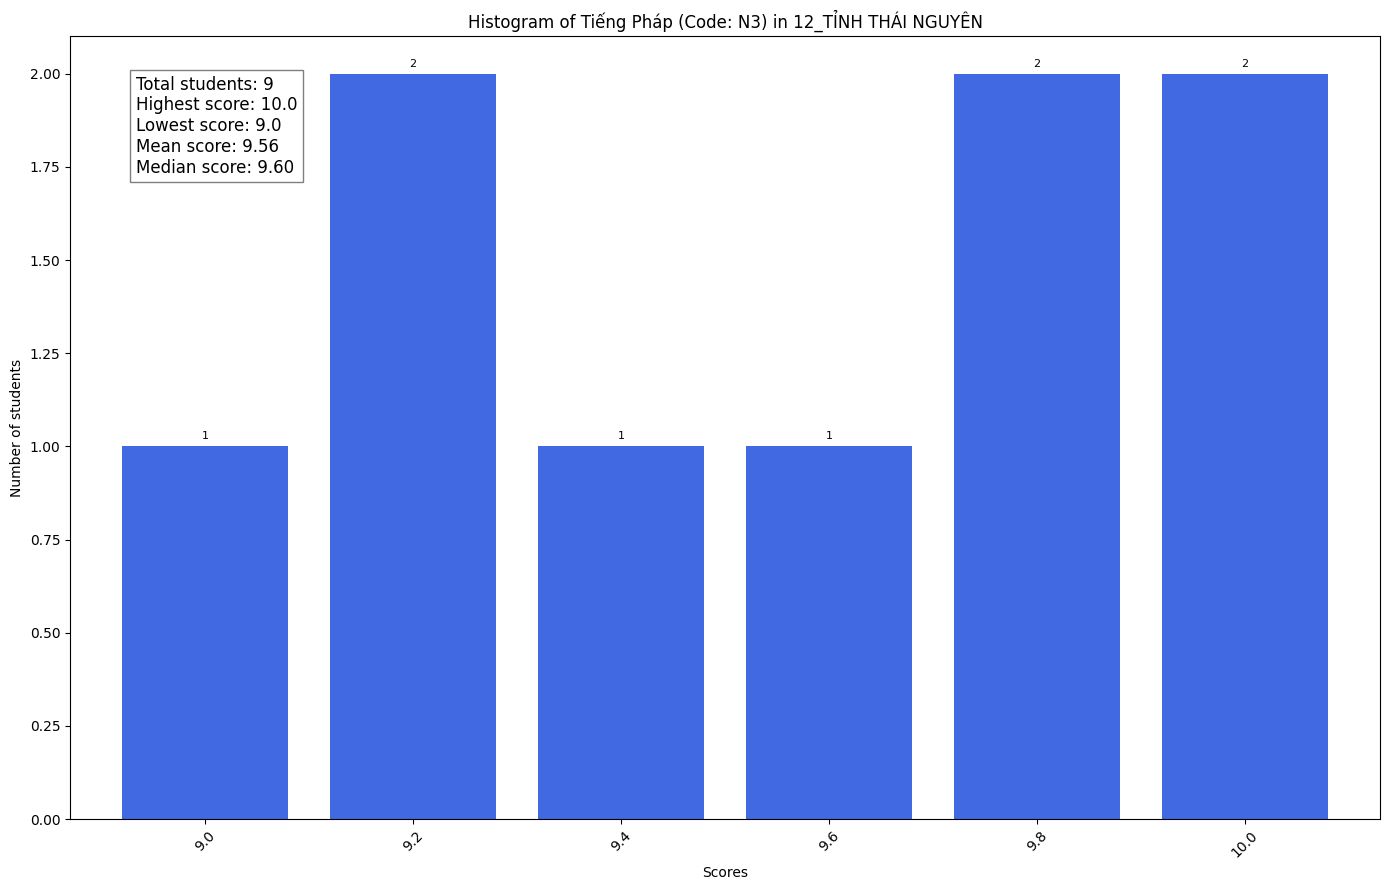 Histogram of Tiếng Pháp (Code: N3) in 12_TỈNH THÁI NGUYÊN
Total students: 9
Highest score: 10.0
Lowest score: 9.0
Mean score: 9.56
Median score: 9.60
Number of students
2.00
1.75
1.50
1.25
1.00
0.75
0.50
0.25
0.00
1
2
1
1
2
2
9.0
9.2
9.4
9.6
9.8
10.0
Scores